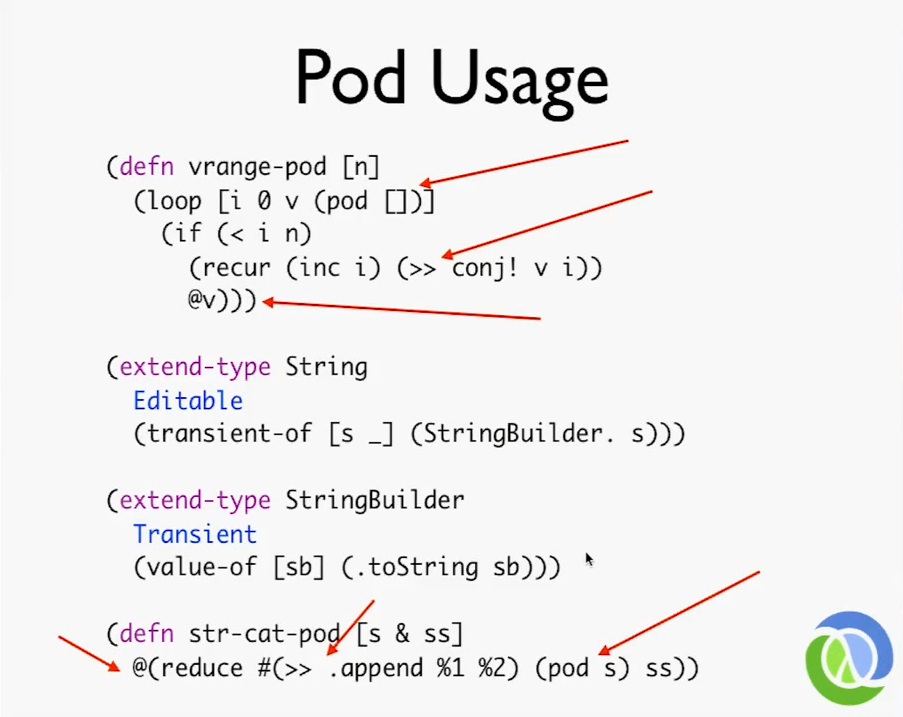 Pod Usage
(defn vrange-pod [n]
(loop [i 0 v (pod [])]
(if (< i n)
(recur (inc i) (>> conj! v i))
@v)))
(extend-type String
Editable
(transient-of [s _] (StringBuilder. s)))
(extend-type StringBuilder
Transient
(value-of [sb] (.toString sb)))
(defn str-cat-pod [s & ss]
@(reduce #(>> .append %1 %2) (pod s) ss))